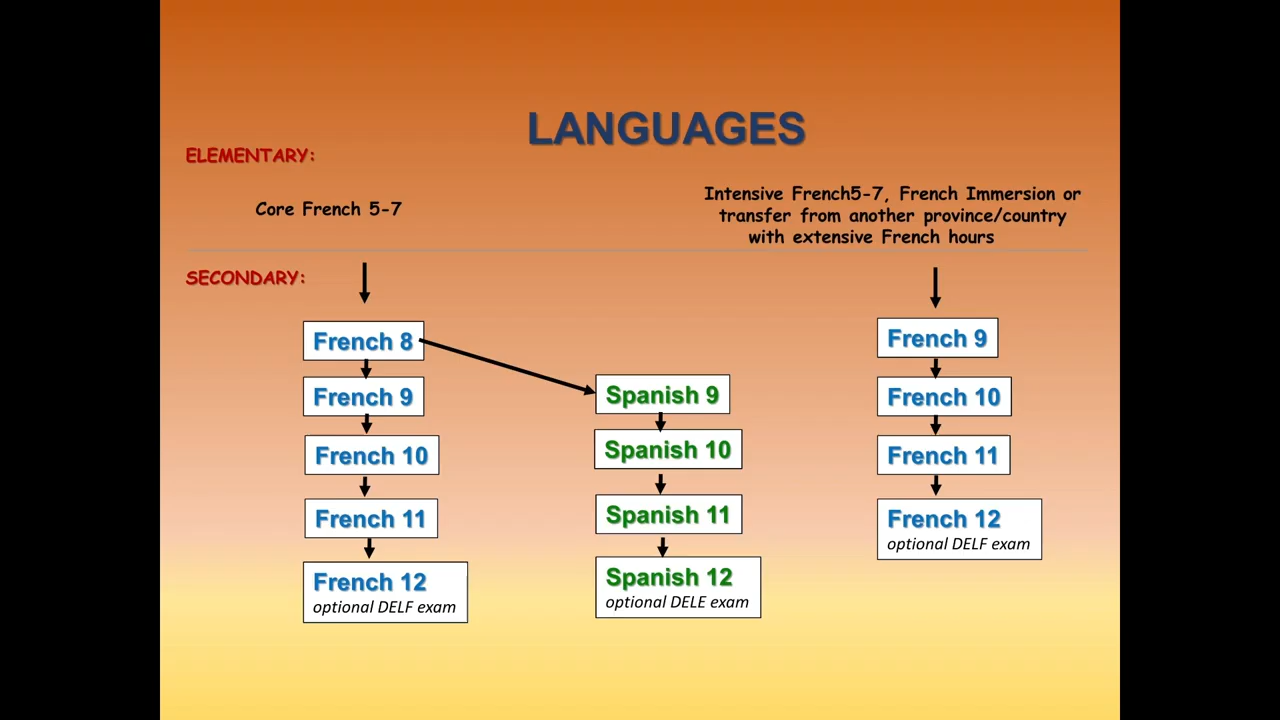 LANGUAGES
ELEMENTARY:
Core French 5-7
Intensive French5-7, French Immersion or
transfer from another province/country
with extensive French hours
SECONDARY:
French 8
French 9
French 10
French 11
French 12
optional DELF exam
Spanish 9
Spanish 10
Spanish 11
Spanish 12
optional DELE exam
French 9
French 10
French 11
French 12
optional DELF exam